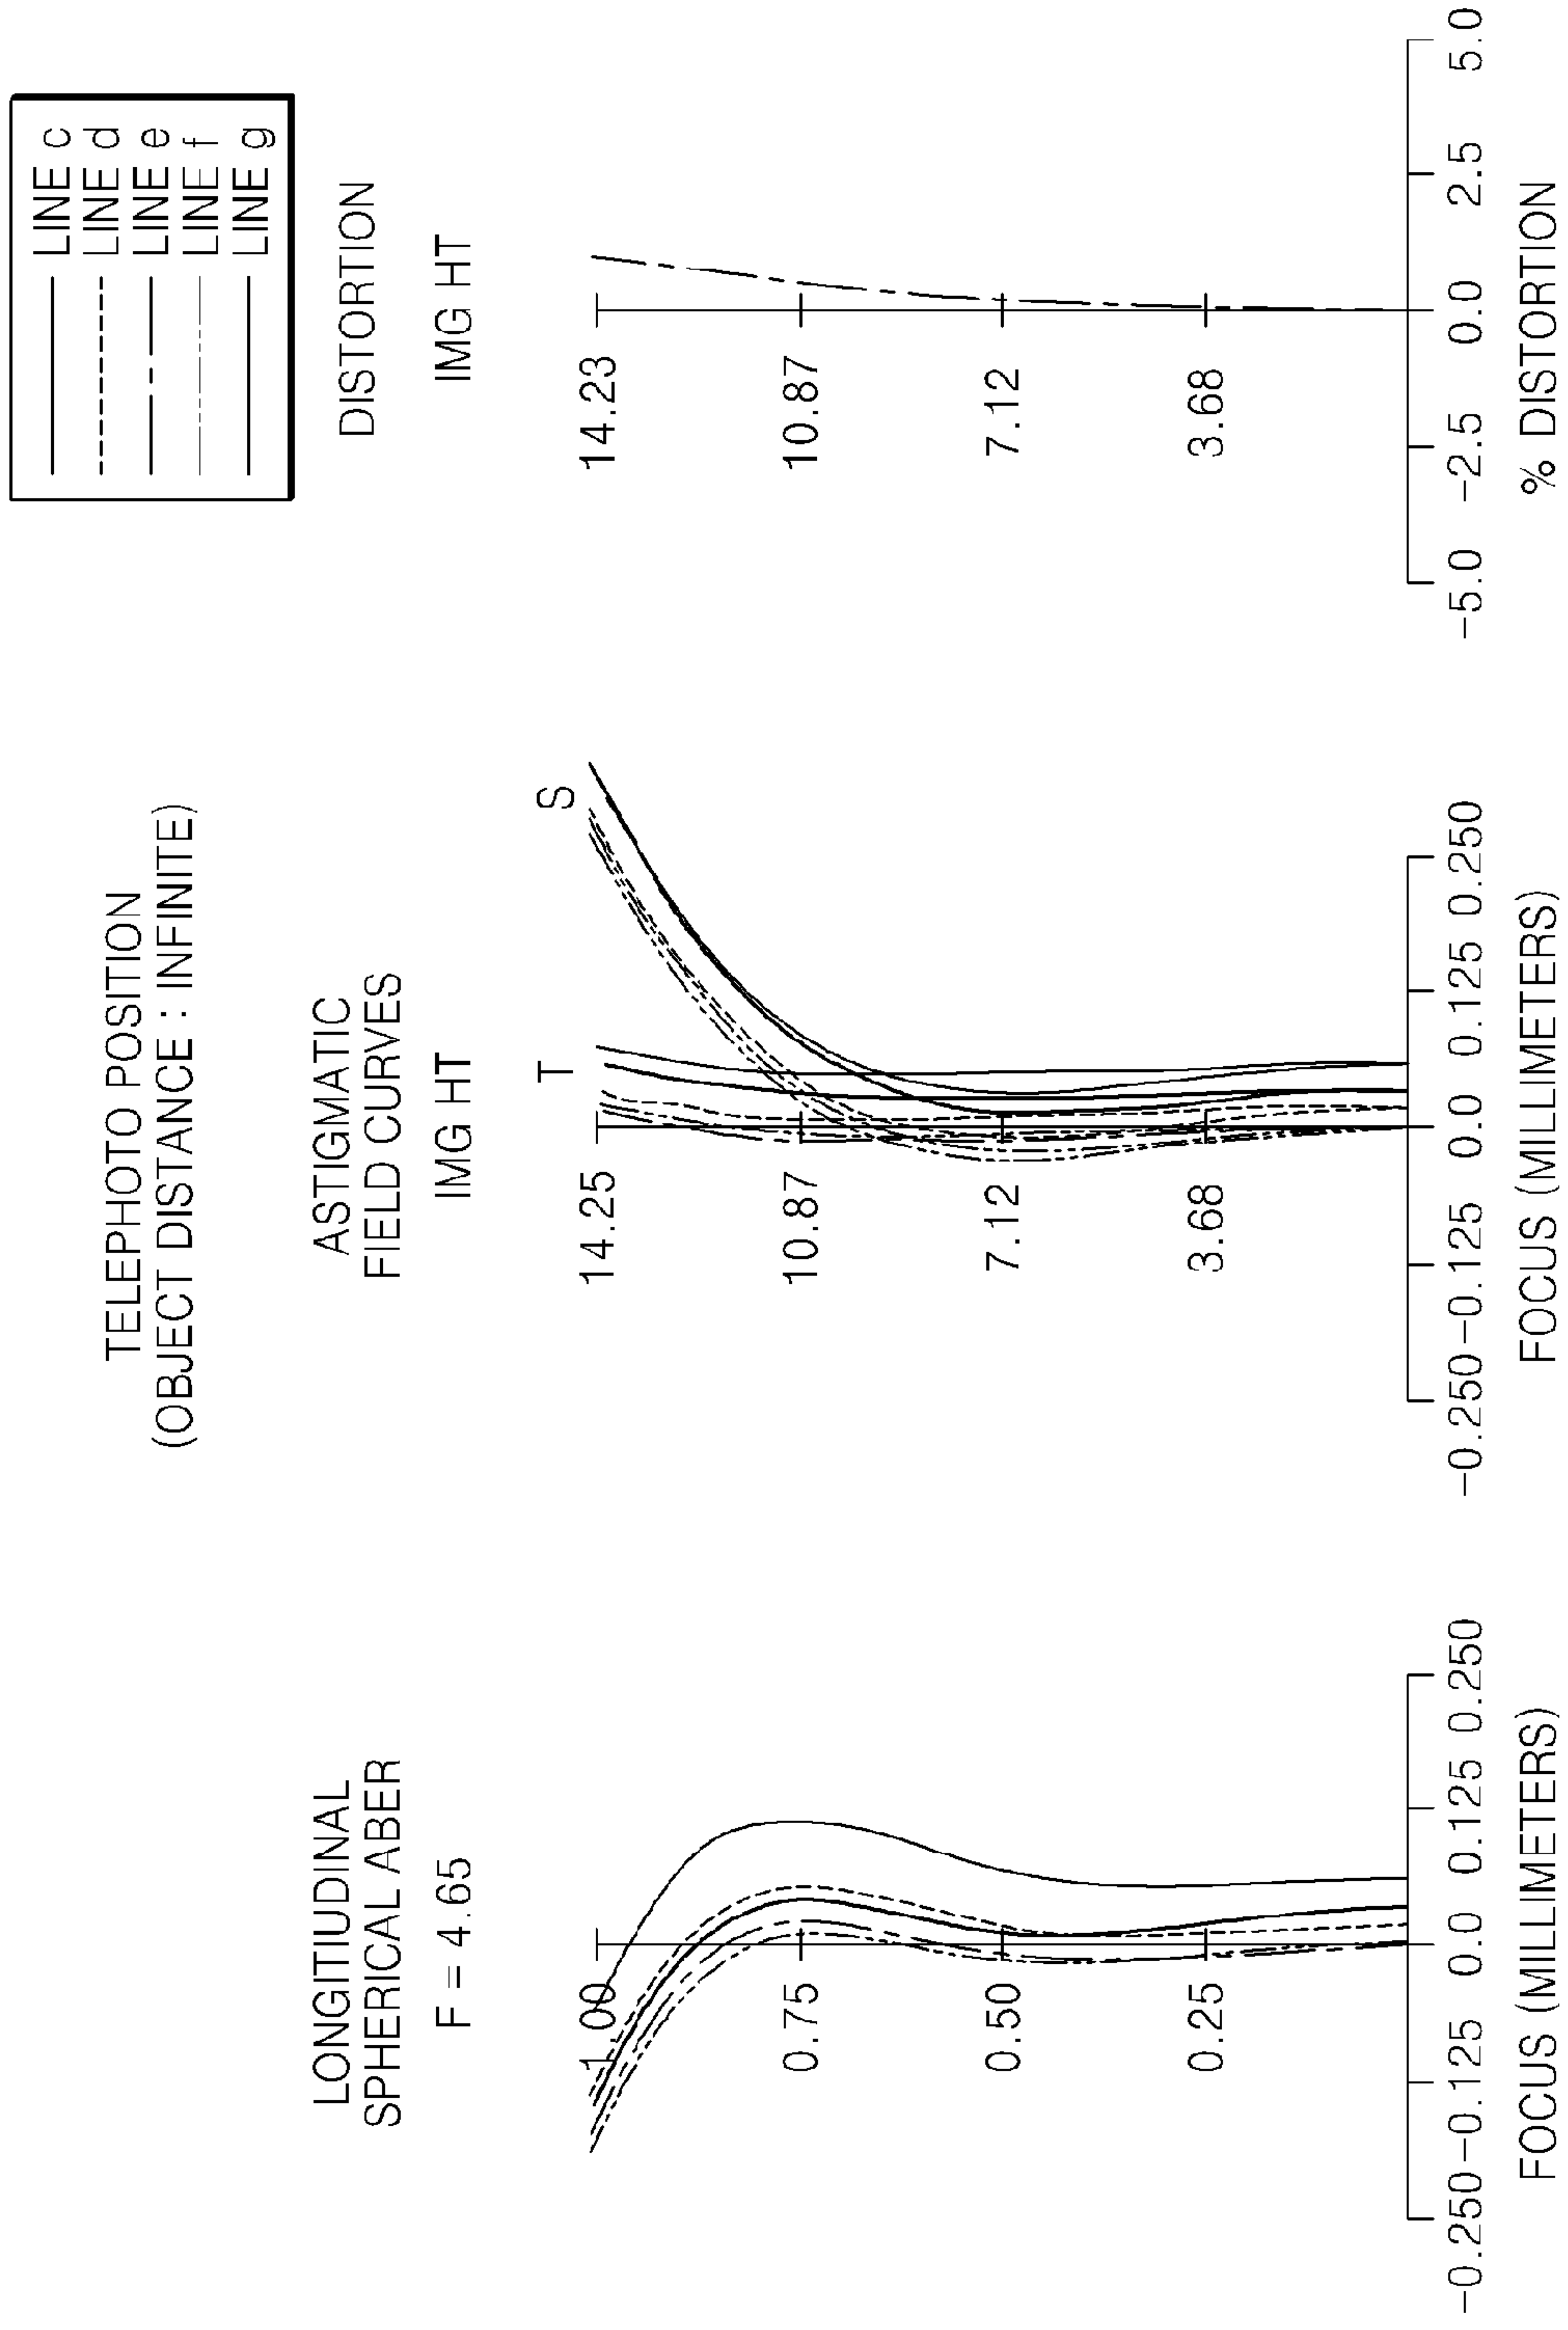 TELEPHOTO POSITION
(OBJECT DISTANCE : INFINITE)
LINE c
LINE d
LINE e
LINE f
LINE g
LONGITIUDINAL
SPHERICAL ABER
F = 4.65
1.00
0.75
0.50
0.25
-0.250 -0.125 0.0 0.125 0.250
FOCUS (MILLIMETERS)
ASTIGMATIC
FIELD CURVES
IMG HT
T S
14.25
10.87
7.12
3.68
-0.250 -0.125 0.0 0.125 0.250
FOCUS (MILLIMETERS)
DISTORTION
IMG HT
14.23
10.87
7.12
3.68
-5.0 -2.5 0.0 2.5 5.0
% DISTORTION